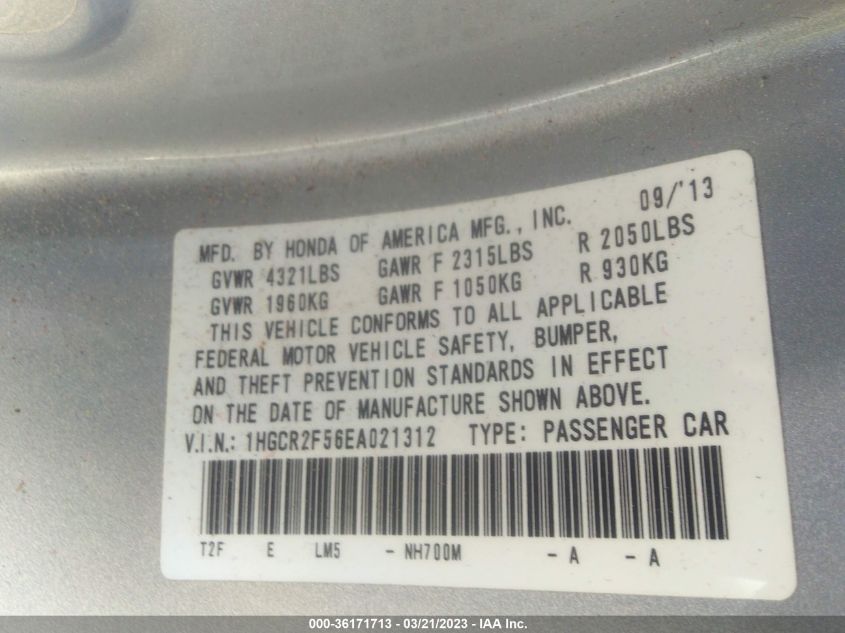 09/'13
MFD. BY HONDA OF AMERICA MFG., INC.
GVWR 4321LBS GAWR F 2315LBS R 2050LBS
GVWR 1960KG GAWR F 1050KG R 930KG
THIS VEHICLE CONFORMS TO ALL APPLICABLE
FEDERAL MOTOR VEHICLE SAFETY, BUMPER,
AND THEFT PREVENTION STANDARDS IN EFFECT
ON THE DATE OF MANUFACTURE SHOWN ABOVE.
V.I.N.: 1HGCR2F56EA021312 TYPE: PASSENGER CAR
T2F E LM5 - NH700M - A - A
000-36171713 - 03/21/2023 - IAA Inc.